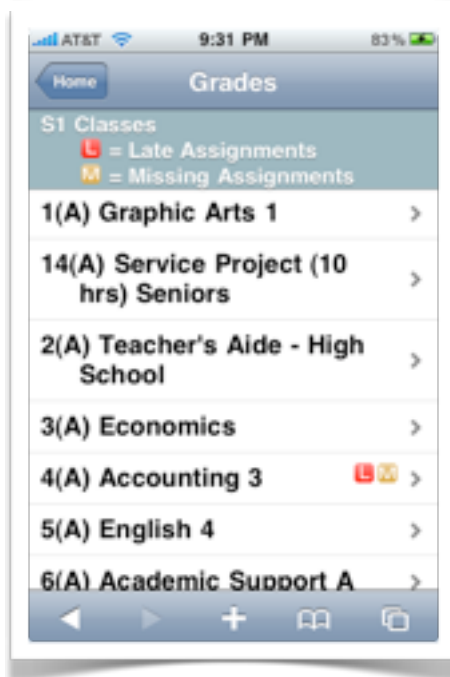 AT&T 9:31 PM 83%
Home Grades
S1 Classes
L = Late Assignments
M = Missing Assignments
1(A) Graphic Arts 1
14(A) Service Project (10
hrs) Seniors
2(A) Teacher's Aide - High
School
3(A) Economics
4(A) Accounting 3 L M
5(A) English 4
6(A) Academic Support A